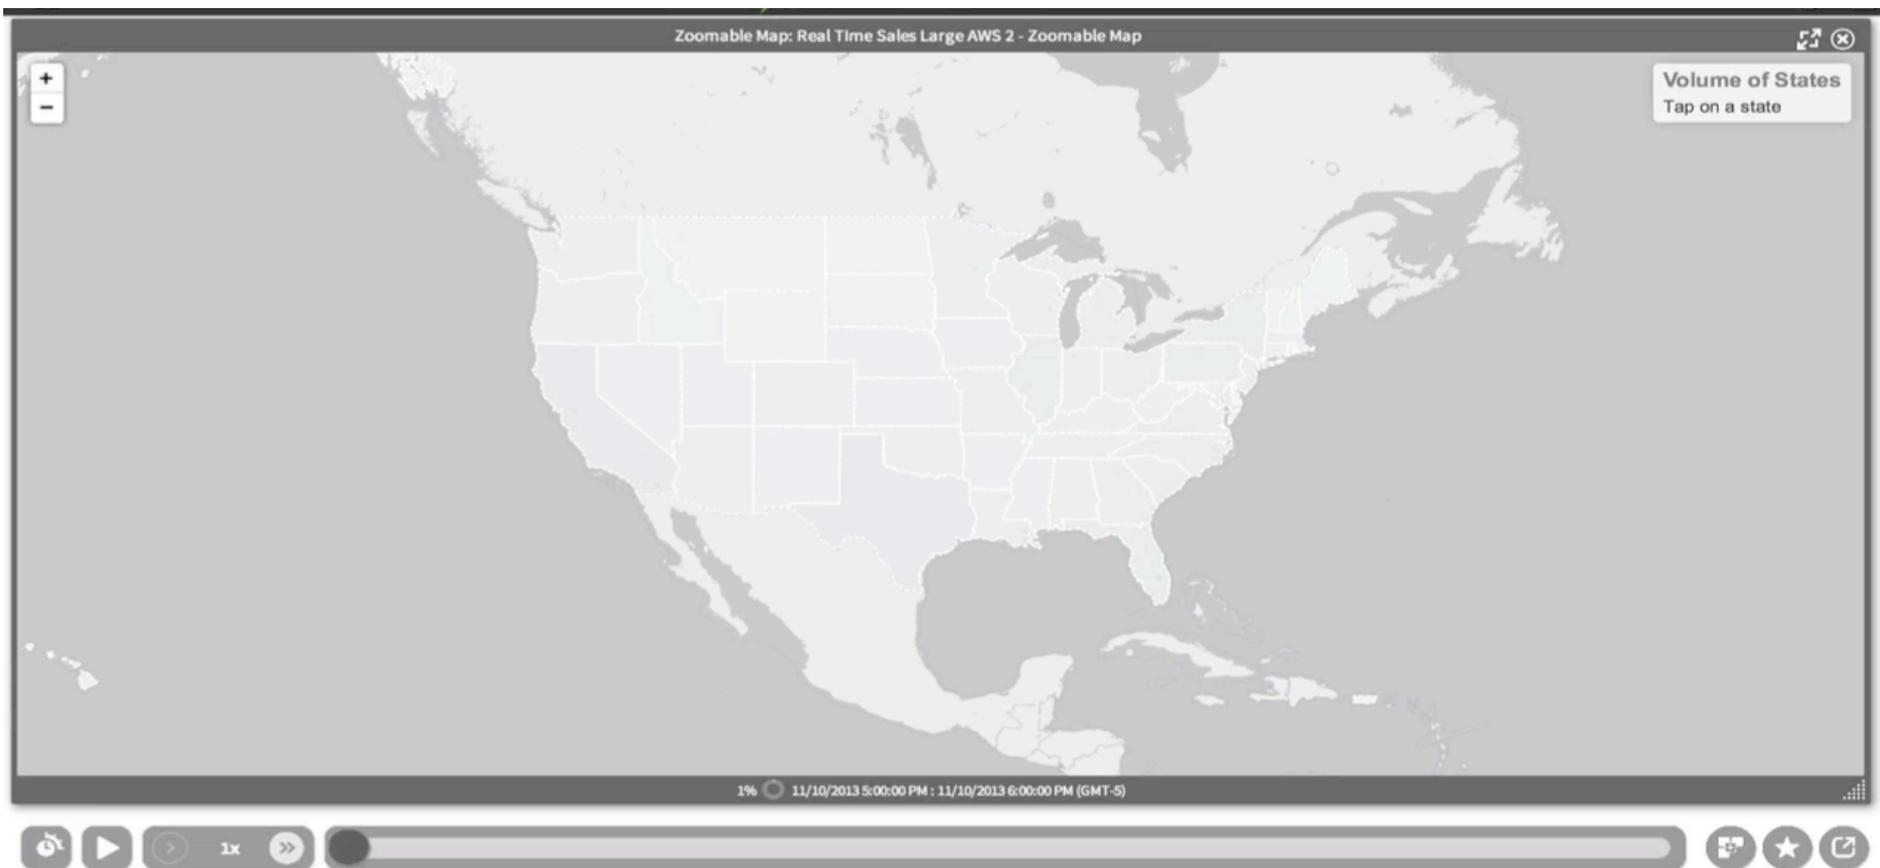 Zoomable Map: Real TIme Sales Large AWS 2 - Zoomable Map
+
−
Volume of States
Tap on a state
1% 11/10/2013 5:00:00 PM : 11/10/2013 6:00:00 PM (GMT-5)
1x